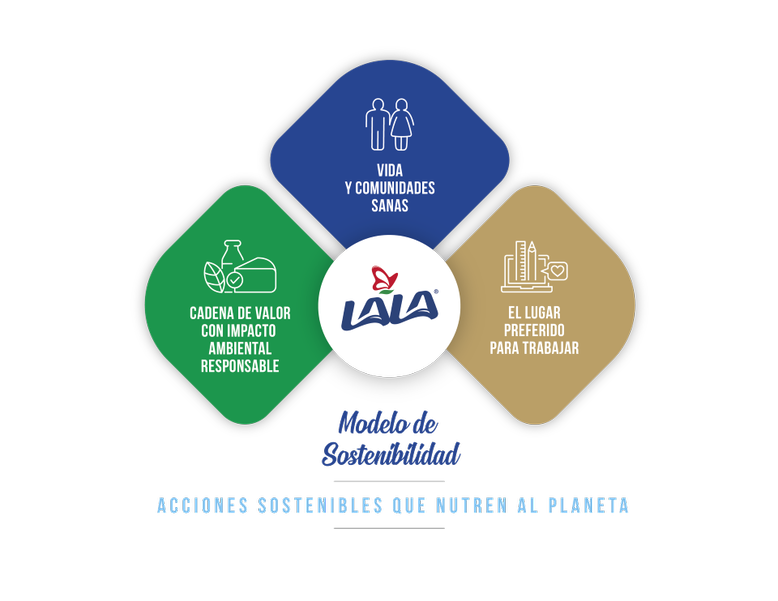 VIDA
Y COMUNIDADES
SANAS
CADENA DE VALOR
CON IMPACTO
AMBIENTAL
RESPONSABLE
LALA®
EL LUGAR
PREFERIDO
PARA TRABAJAR
Modelo de
Sostenibilidad
ACCIONES SOSTENIBLES QUE NUTREN AL PLANETA